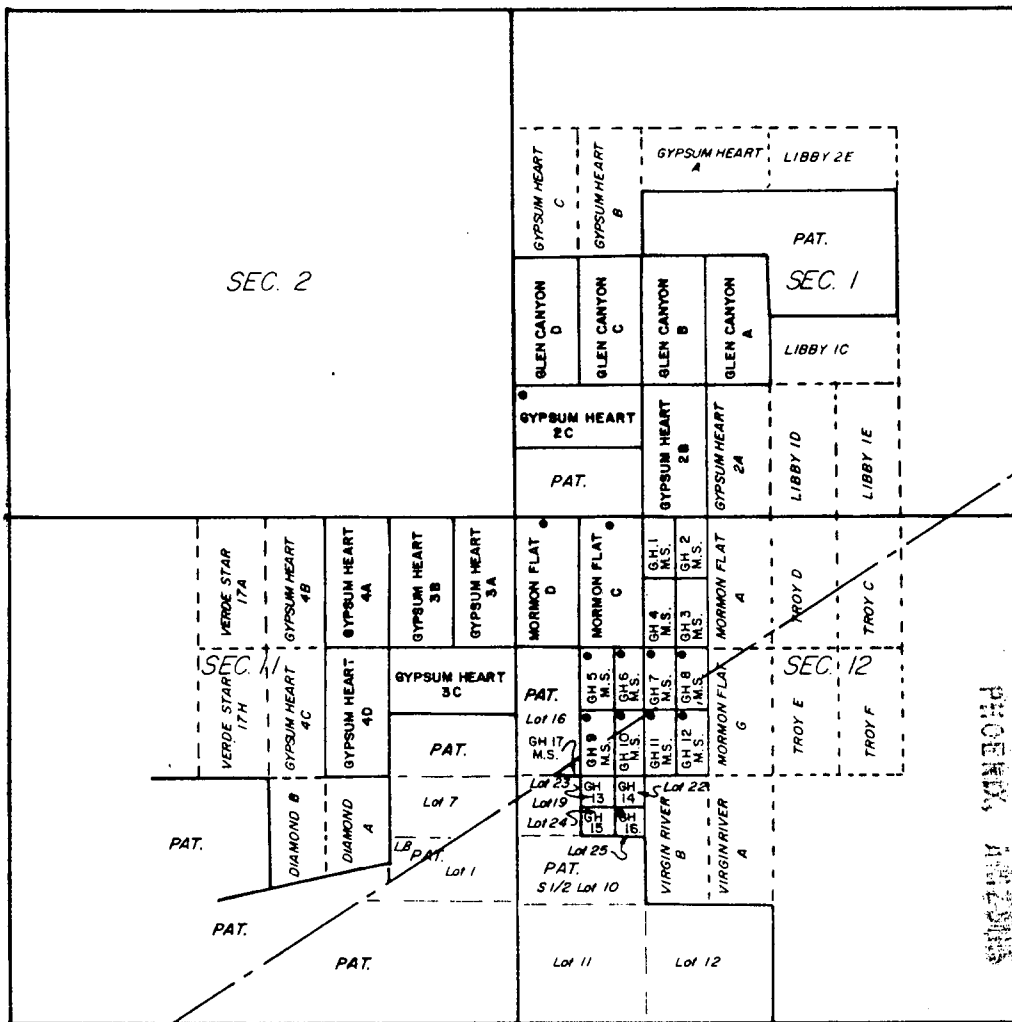 GYPSUM HEART
C
GYPSUM HEART
B
GYPSUM HEART
A
LIBBY 2E
PAT.
SEC. 2
SEC. 1
GLEN CANYON
D
GLEN CANYON
C
GLEN CANYON
B
GLEN CANYON
A
LIBBY 1C
GYPSUM HEART
2C
PAT.
GYPSUM HEART
2B
GYPSUM HEART
2A
LIBBY 1D
LIBBY 1E
VERDE STAR
17A
GYPSUM HEART
4B
GYPSUM HEART
4A
GYPSUM HEART
3B
GYPSUM HEART
3A
MORMON FLAT
D
MORMON FLAT
C
G.H. 1
M.S.
GH 2
M.S.
GH 4
M.S.
GH 3
M.S.
MORMON FLAT
A
TROY D
TROY C
SEC. 11
SEC. 12
VERDE STAR
17H
GYPSUM HEART
4C
GYPSUM HEART
4D
GYPSUM HEART
3C
PAT.
PAT.
Lot 16
GH 17
M.S.
GH 5
M.S.
GH 6
M.S.
GH 7
M.S.
GH 8
M.S.
GH 9
M.S.
GH 10
M.S.
GH 11
M.S.
GH 12
M.S.
MORMON FLAT
G
TROY E
TROY F
PAT.
DIAMOND B
DIAMOND
A
Lot 7
LB
PAT.
Lot 1
Lot 23
Lot 19
Lot 24
GH
13
GH
14
GH
15
GH
16
Lot 22
Lot 25
PAT.
S 1/2 Lot 10
VIRGIN RIVER
B
VIRGIN RIVER
A
PAT.
PAT.
Lot 11
Lot 12
PHOENIX, ARIZONA